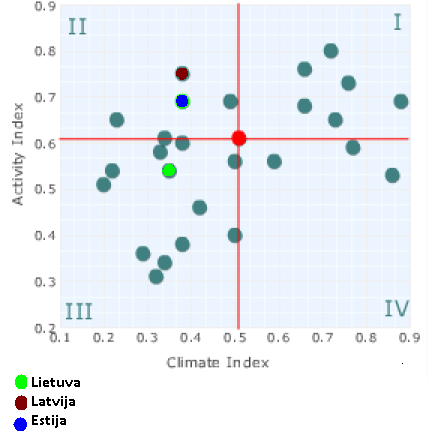 0.9
II I
0.8
0.7
Activity Index
0.6
0.5
0.4
0.3
III IV
0.2
0.1 0.2 0.3 0.4 0.5 0.6 0.7 0.8 0.9
Climate Index
Lietuva
Latvija
Estija